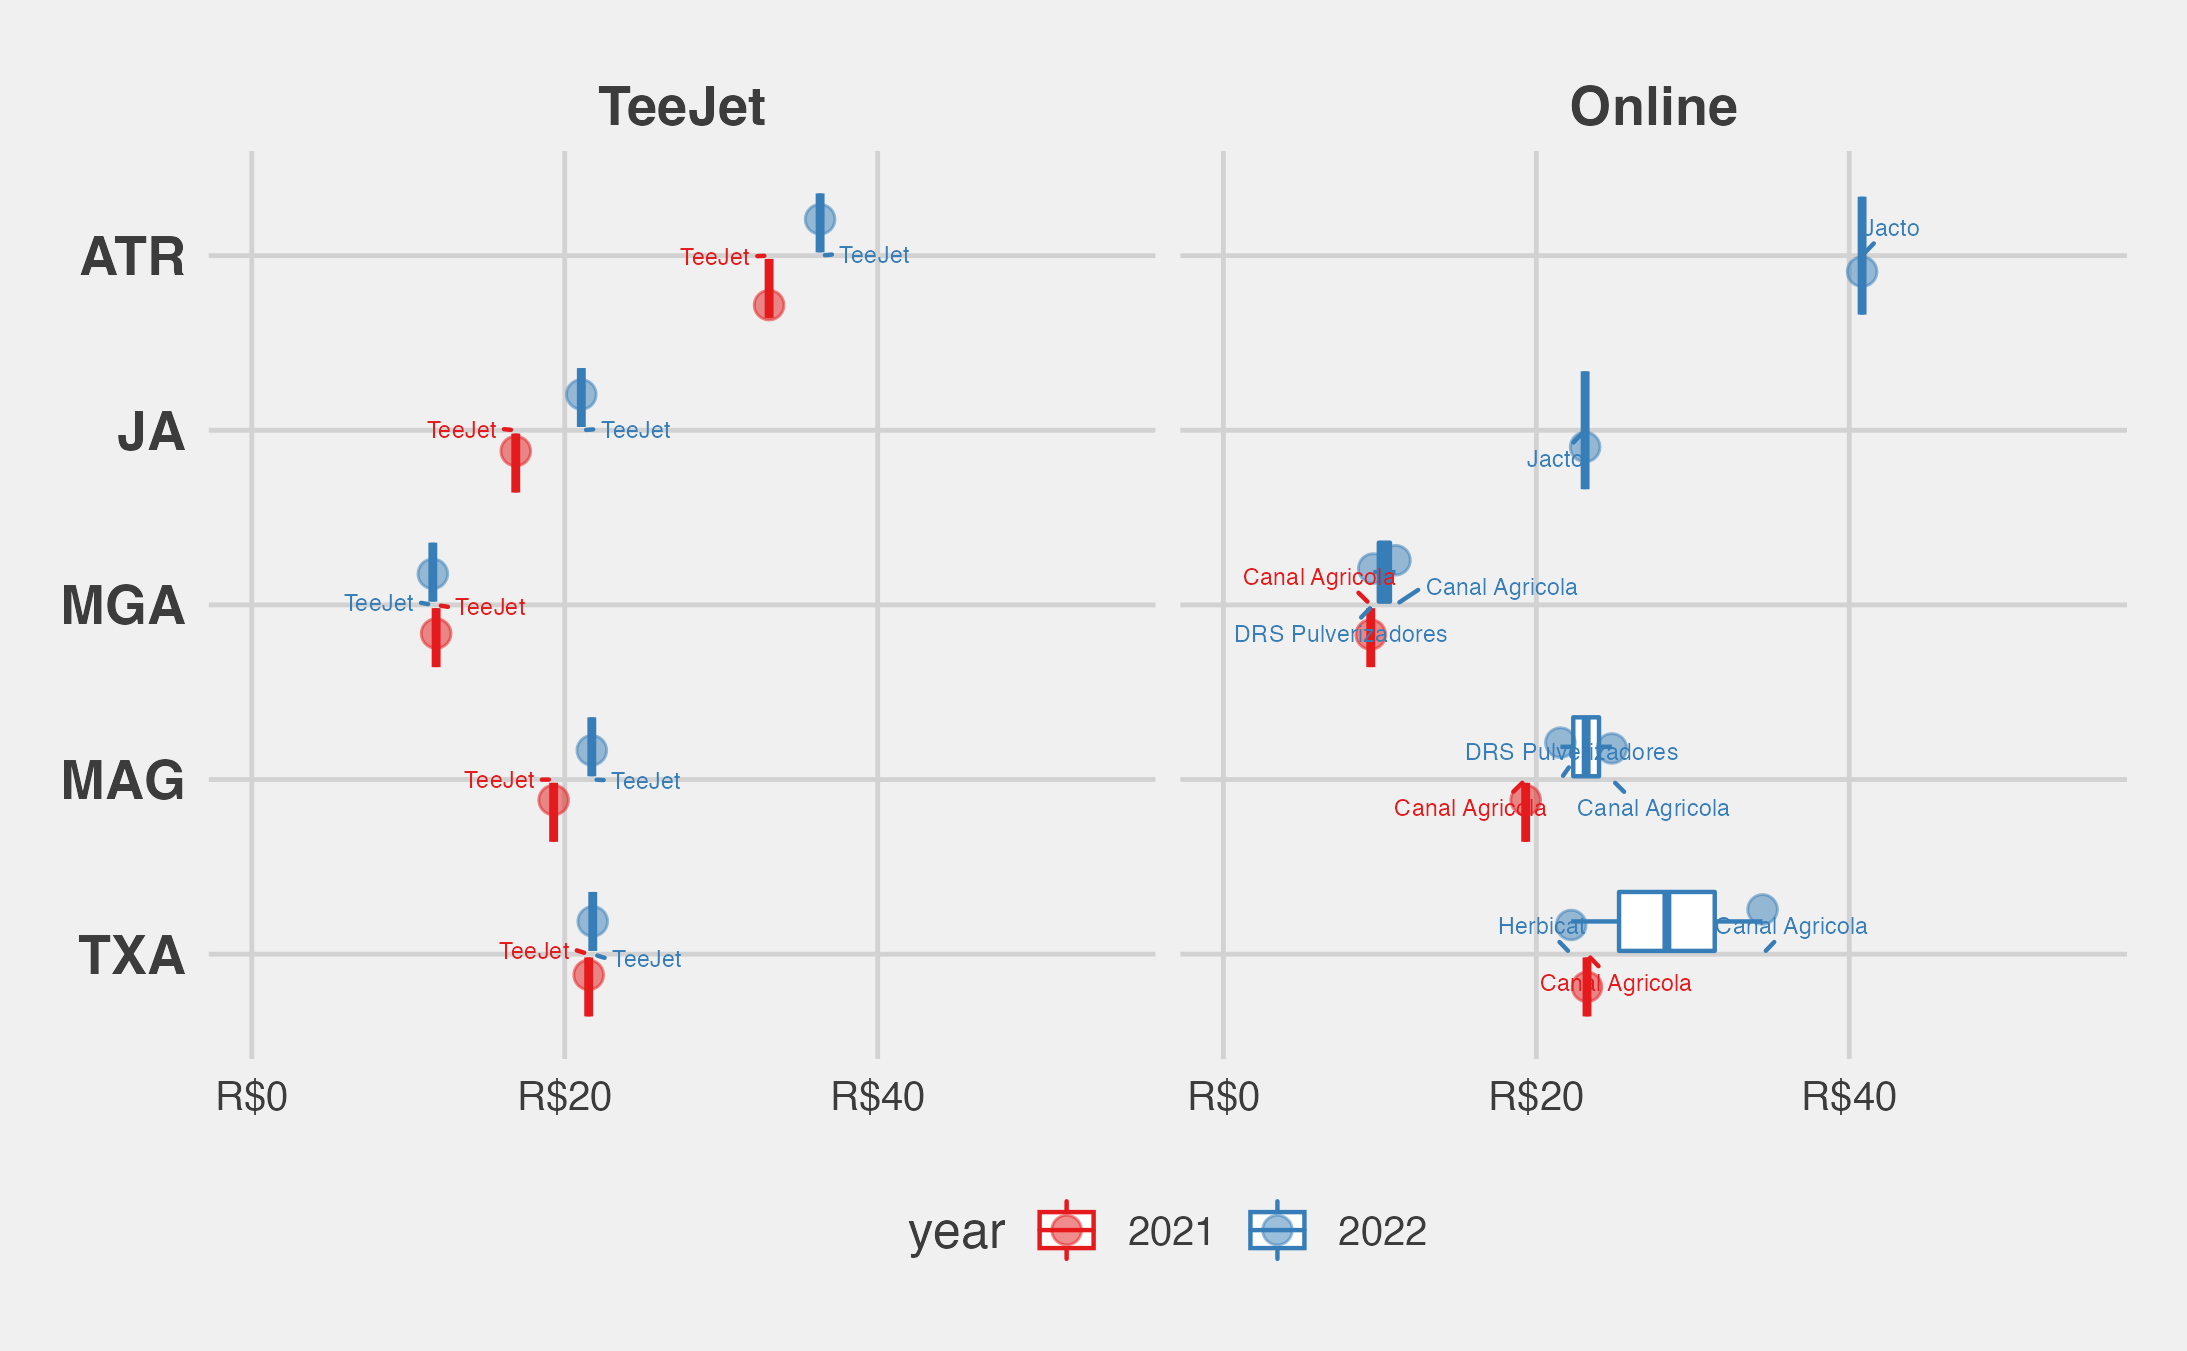 TeeJet
Online
ATR
TeeJet
TeeJet
Jacto
JA
TeeJet
TeeJet
Jacto
MGA
TeeJet
TeeJet
Canal Agricola
Canal Agricola
DRS Pulverizadores
MAG
TeeJet
TeeJet
DRS Pulverizadores
Canal Agricola
Canal Agricola
TXA
TeeJet
TeeJet
Herbicat
Canal Agricola
Canal Agricola
R$0
R$20
R$40
R$0
R$20
R$40
year
2021
2022